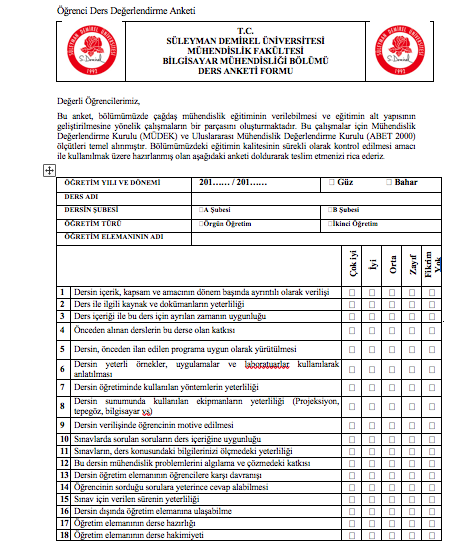 Öğrenci Ders Değerlendirme Anketi
T.C.
SÜLEYMAN DEMİREL ÜNİVERSİTESİ
MÜHENDİSLİK FAKÜLTESİ
BİLGİSAYAR MÜHENDİSLİĞİ BÖLÜMÜ
DERS ANKETİ FORMU
Değerli Öğrencilerimiz,
Bu anket, bölümümüzde çağdaş mühendislik eğitiminin verilebilmesi ve eğitim alt yapısının
geliştirilmesine yönelik çalışmaların bir parçasını oluşturmaktadır. Bu çalışmalar için Mühendislik
Değerlendirme Kurulu (MÜDEK) ve Uluslararası Mühendislik Değerlendirme Kurulu (ABET 2000)
ölçütleri temel alınmıştır. Bölümümüzdeki eğitimin kalitesinin sürekli olarak kontrol edilmesi amacı
ile kullanılmak üzere hazırlanmış olan aşağıdaki anketi doldurarak teslim etmenizi rica ederiz.
ÖĞRETİM YILI VE DÖNEMİ 201...... / 201...... □ Güz □ Bahar
DERS ADI
DERSİN ŞUBESİ □A Şubesi □B Şubesi
ÖĞRETİM TÜRÜ □Örgün Öğretim □İkinci Öğretim
ÖĞRETİM ELEMANININ ADI
Çok iyi İyi Orta Zayıf Fikrim Yok
1 Dersin içerik, kapsam ve amacının dönem başında ayrıntılı olarak verilişi
2 Ders ile ilgili kaynak ve dokümanların yeterliliği
3 Ders içeriği ile bu ders için ayrılan zamanın uygunluğu
4 Önceden alınan derslerin bu derse olan katkısı
5 Dersin, önceden ilan edilen programa uygun olarak yürütülmesi
6 Dersin yeterli örnekler, uygulamalar ve laboratuarlar kullanılarak
anlatılması
7 Dersin öğretiminde kullanılan yöntemlerin yeterliliği
8 Dersin sunumunda kullanılan ekipmanların yeterliliği (Projeksiyon,
tepegöz, bilgisayar vs)
9 Dersin verilişinde öğrencinin motive edilmesi
10 Sınavlarda sorulan soruların ders içeriğine uygunluğu
11 Sınavların, ders konusundaki bilgilerinizi ölçmedeki yeterliliği
12 Bu dersin mühendislik problemlerini algılama ve çözmedeki katkısı
13 Dersin öğretim elemanının öğrencilere karşı davranışı
14 Öğrencinin sorduğu sorulara yeterince cevap alabilmesi
15 Sınav için verilen sürenin yeterliliği
16 Dersin dışında öğretim elemanına ulaşabilme
17 Öğretim elemanının derse hazırlığı
18 Öğretim elemanının derse hakimiyeti